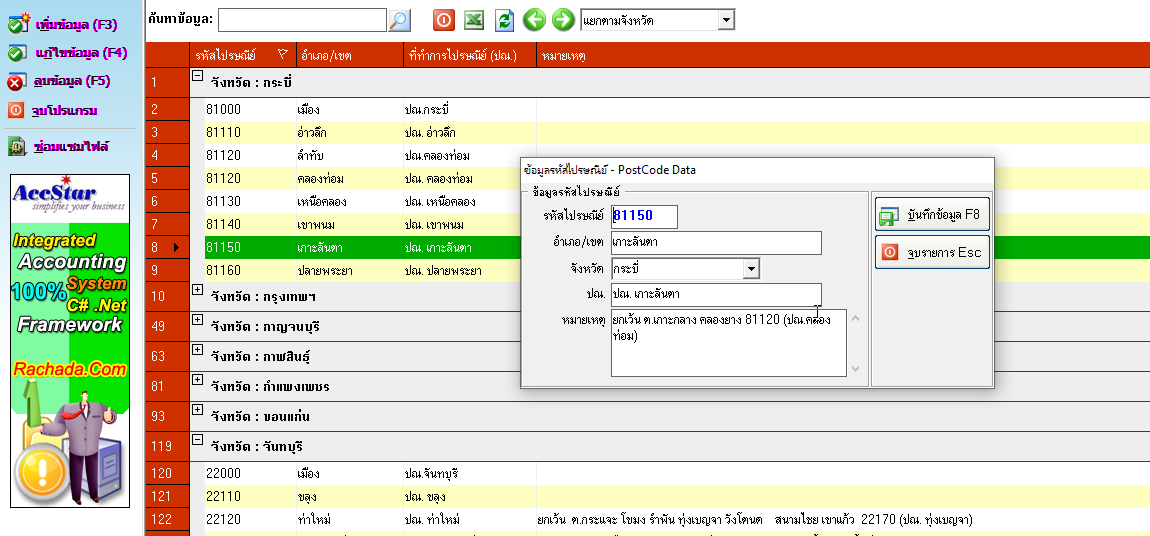 เพิ่มข้อมูล (F3)
แก้ไขข้อมูล (F4)
ลบข้อมูล (F5)
จบโปรแกรม
ซ่อมแซมไฟล์
AccStar
simplifies your business
Integrated
Accounting
100% System
C# .Net
Framework
Rachada.Com
ค้นหาข้อมูล:
แยกตามจังหวัด
รหัสไปรษณีย์ อำเภอ/เขต ที่ทำการไปรษณีย์ (ปณ.) หมายเหตุ
1 จังหวัด : กระบี่
2 81000 เมือง ปณ.กระบี่
3 81110 อ่าวลึก ปณ. อ่าวลึก
4 81120 ลำทับ ปณ.คลองท่อม
5 81120 คลองท่อม ปณ. คลองท่อม
6 81130 เหนือคลอง ปณ. เหนือคลอง
7 81140 เขาพนม ปณ. เขาพนม
8 81150 เกาะลันตา ปณ. เกาะลันตา
9 81160 ปลายพระยา ปณ. ปลายพระยา
10 จังหวัด : กรุงเทพฯ
49 จังหวัด : กาญจนบุรี
63 จังหวัด : กาฬสินธุ์
81 จังหวัด : กำแพงเพชร
93 จังหวัด : ขอนแก่น
119 จังหวัด : จันทบุรี
120 22000 เมือง ปณ.จันทบุรี
121 22110 ขลุง ปณ. ขลุง
122 22120 ท่าใหม่ ปณ. ท่าใหม่ ยกเว้น ต.กระแจะ โขมง รำพัน ทุ่งเบญจา วังโตนด สนามไชย เขาแก้ว 22170 (ปณ. ทุ่งเบญจา)
ข้อมูลรหัสไปรษณีย์ - PostCode Data
ข้อมูลรหัสไปรษณีย์
รหัสไปรษณีย์ 81150
อำเภอ/เขต เกาะลันตา
จังหวัด กระบี่
ปณ. ปณ. เกาะลันตา
หมายเหตุ ยกเว้น ต.เกาะกลาง คลองยาง 81120 (ปณ.คลอง
ท่อม)
บันทึกข้อมูล F8
จบรายการ Esc